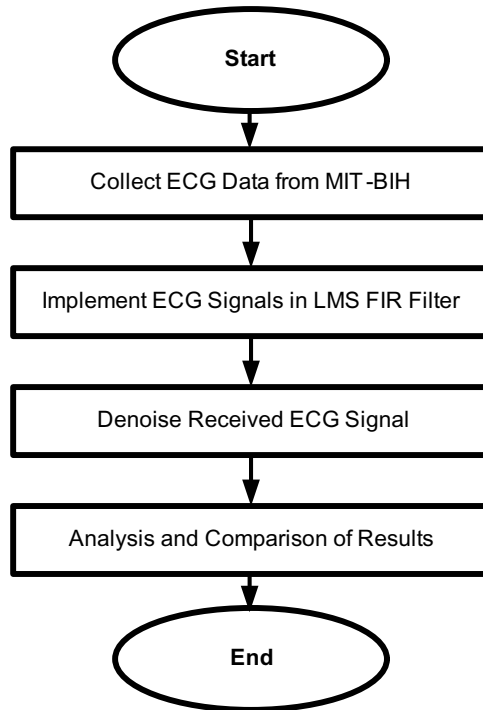 Start
Collect ECG Data from MIT-BIH
Implement ECG Signals in LMS FIR Filter
Denoise Received ECG Signal
Analysis and Comparison of Results
End